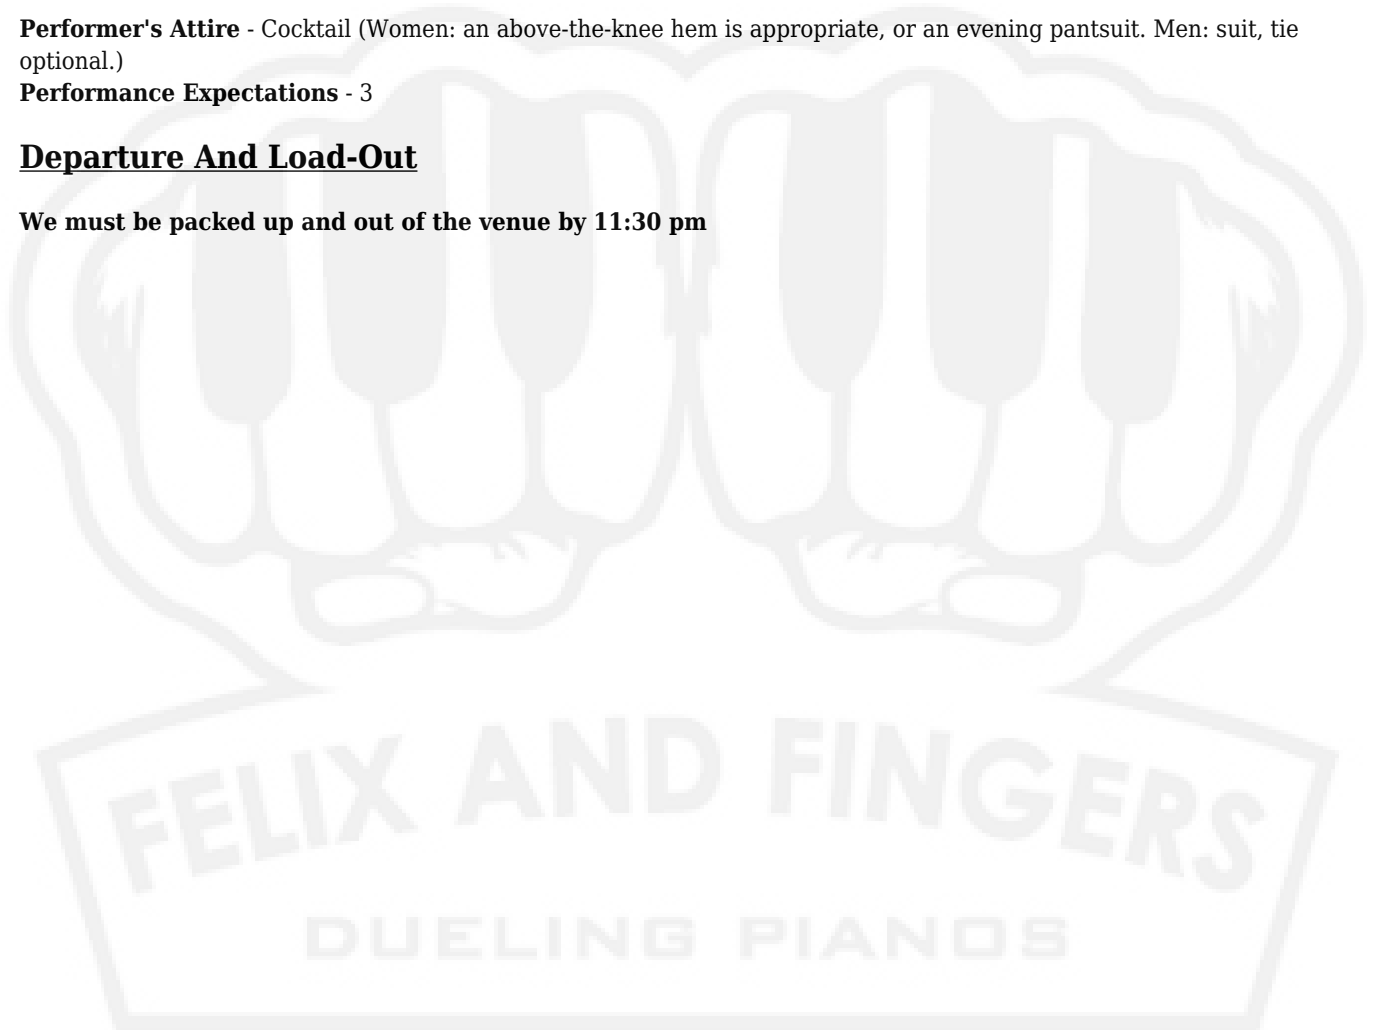 Performer's Attire - Cocktail (Women: an above-the-knee hem is appropriate, or an evening pantsuit. Men: suit, tie
optional.)
Performance Expectations - 3
Departure And Load-Out
We must be packed up and out of the venue by 11:30 pm
FELIX AND FINGERS
DUELING PIANOS